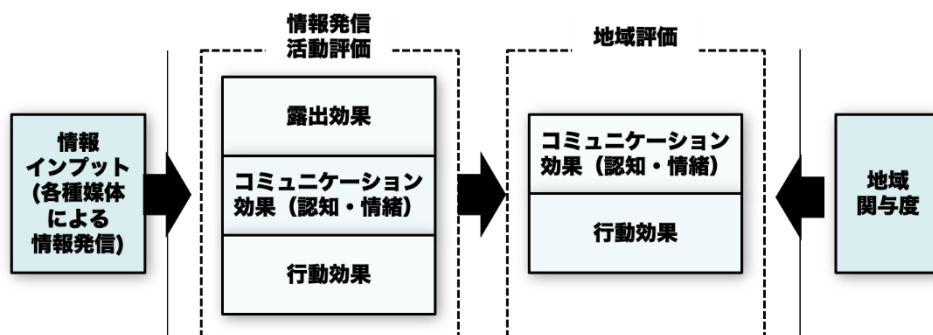 情報発信
活動評価
地域評価
情報
インプット
(各種媒体
による
情報発信)
露出効果
コミュニケーション
効果（認知・情緒）
行動効果
コミュニケーション
効果（認知・情緒）
行動効果
地域
関与度